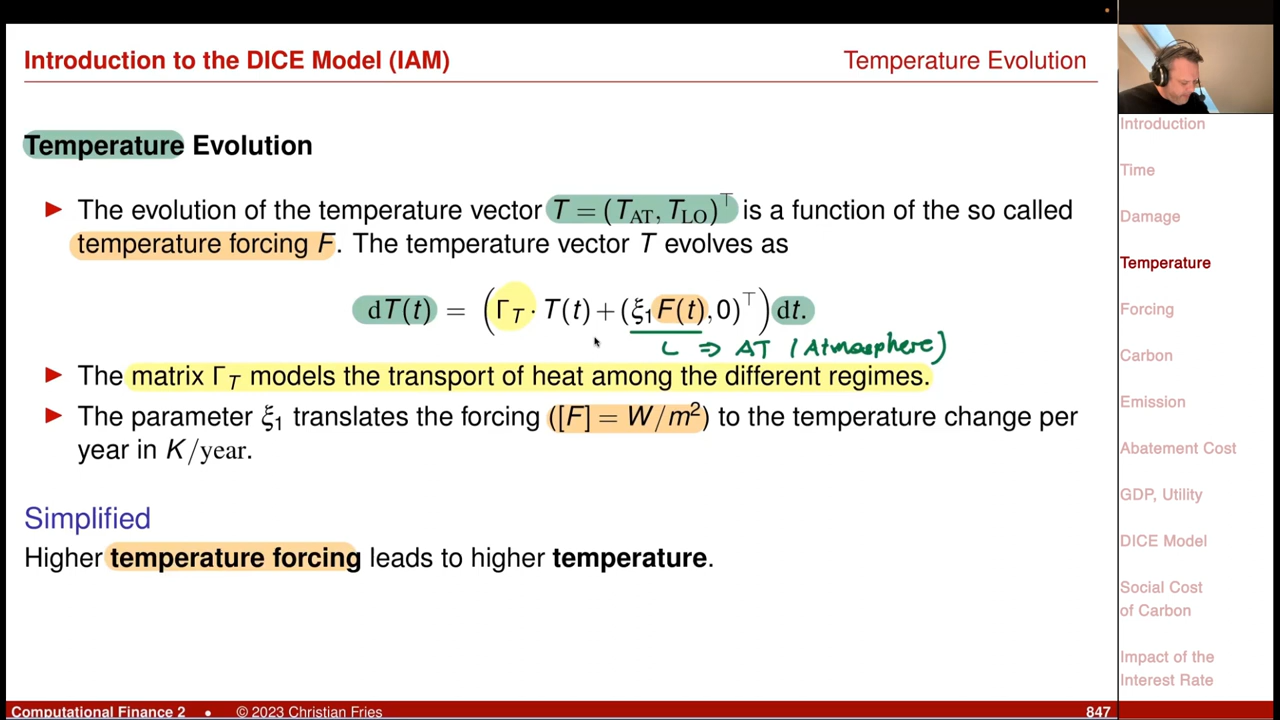 Introduction to the DICE Model (IAM)
Temperature Evolution
Temperature Evolution
► The evolution of the temperature vector T = (T_AT, T_LO)^⊤ is a function of the so called
temperature forcing F. The temperature vector T evolves as
dT(t) = (Γ_T · T(t) + (ξ₁F(t), 0)^⊤) dt.
↳ ⇒ AT (Atmosphere)
► The matrix Γ_T models the transport of heat among the different regimes.
► The parameter ξ₁ translates the forcing ([F] = W/m²) to the temperature change per
year in K/year.
Simplified
Higher temperature forcing leads to higher temperature.
Introduction
Time
Damage
Temperature
Forcing
Carbon
Emission
Abatement Cost
GDP, Utility
DICE Model
Social Cost
of Carbon
Impact of the
Interest Rate
Computational Finance 2 • © 2023 Christian Fries
847